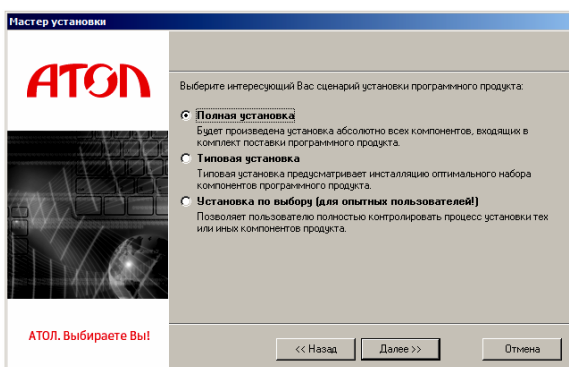 Мастер установки
АТОЛ
Выберите интересующий Вас сценарий установки программного продукта:
Полная установка
Будет произведена установка абсолютно всех компонентов, входящих в
комплект поставки программного продукта.
Типовая установка
Типовая установка предусматривает инсталляцию оптимального набора
компонентов программного продукта.
Установка по выбору (для опытных пользователей!)
Позволяет пользователю полностью контролировать процесс установки тех
или иных компонентов продукта.
АТОЛ. Выбираете Вы!
<< Назад
Далее >>
Отмена